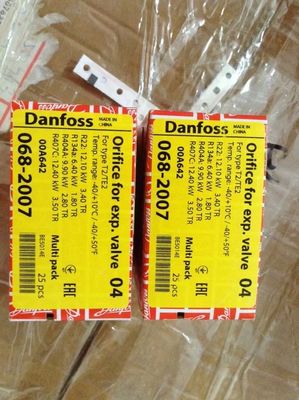 Danfoss
MADE IN
CHINA
Orifice for exp. valve 04
For type T2/TE2
Temp. range: -40/+10°C / -40/+50°F
R22: 12.10 kW 3.40 TR
R134a: 6.40 kW 1.80 TR
R404A: 9.90 kW 2.80 TR
R407C: 12.40 kW 3.50 TR
00A642
068-2007
Multi pack
EAC
BE5014E
25 pcs
Danfoss
MADE IN
CHINA
Orifice for exp. valve 04
For type T2/TE2
Temp. range: -40/+10°C / -40/+50°F
R22: 12.10 kW 3.40 TR
R134a: 6.40 kW 1.80 TR
R404A: 9.90 kW 2.80 TR
R407C: 12.40 kW 3.50 TR
00A642
068-2007
Multi pack
EAC
BE5014E
25 pcs